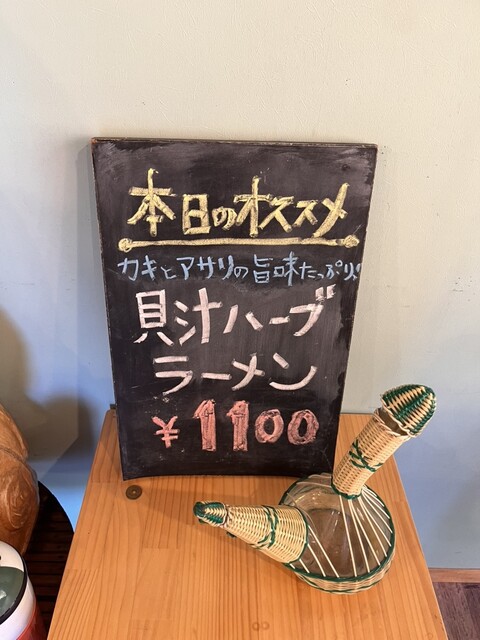 本日のオススメ
カキとアサリの旨味たっぷり!
貝汁ハーブ
ラーメン
¥1100